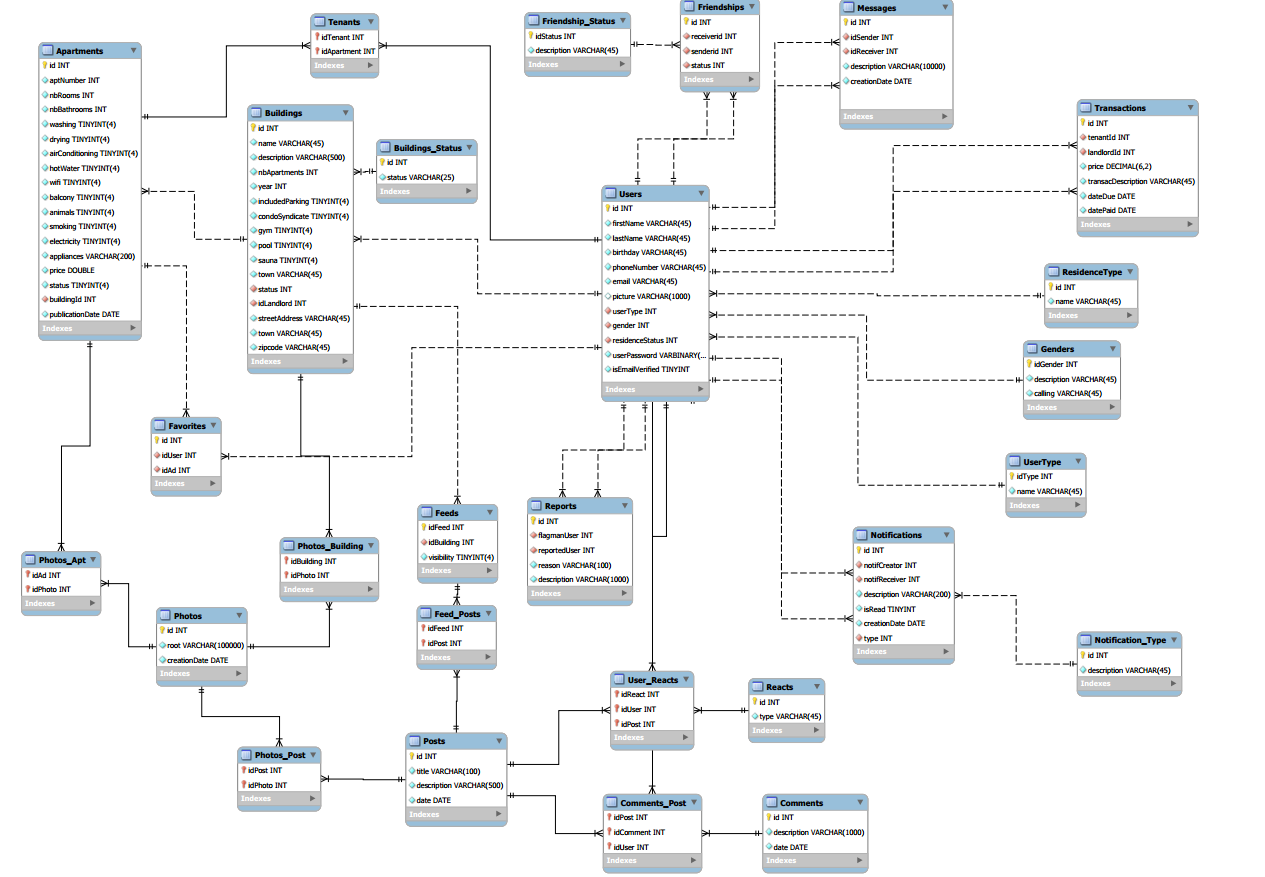 Tenants
idTenant INT
idApartment INT
Indexes
Friendship_Status
idStatus INT
description VARCHAR(45)
Indexes
Friendships
id INT
receiverid INT
senderid INT
status INT
Indexes
Messages
id INT
idSender INT
idReceiver INT
description VARCHAR(10000)
creationDate DATE
Indexes
Apartments
id INT
aptNumber INT
nbRooms INT
nbBathrooms INT
washing TINYINT(4)
drying TINYINT(4)
airConditioning TINYINT(4)
hotWater TINYINT(4)
wifi TINYINT(4)
balcony TINYINT(4)
animals TINYINT(4)
smoking TINYINT(4)
electricity TINYINT(4)
appliances VARCHAR(200)
price DOUBLE
status TINYINT(4)
buildingId INT
publicationDate DATE
Indexes
Buildings
id INT
name VARCHAR(45)
description VARCHAR(500)
nbApartments INT
year INT
includedParking TINYINT(4)
condoSyndicate TINYINT(4)
gym TINYINT(4)
pool TINYINT(4)
sauna TINYINT(4)
town VARCHAR(45)
status INT
idLandlord INT
streetAddress VARCHAR(45)
town VARCHAR(45)
zipcode VARCHAR(45)
Indexes
Buildings_Status
id INT
status VARCHAR(25)
Indexes
Transactions
id INT
tenantId INT
landlordId INT
price DECIMAL(6,2)
transacDescription VARCHAR(45)
dateDue DATE
datePaid DATE
Indexes
Users
id INT
firstName VARCHAR(45)
lastName VARCHAR(45)
birthday VARCHAR(45)
phoneNumber VARCHAR(45)
email VARCHAR(45)
picture VARCHAR(1000)
userType INT
gender INT
residenceStatus INT
userPassword VARBINARY(...
isEmailVerified TINYINT
Indexes
ResidenceType
id INT
name VARCHAR(45)
Indexes
Genders
idGender INT
description VARCHAR(45)
calling VARCHAR(45)
Indexes
Favorites
id INT
idUser INT
idAd INT
Indexes
UserType
idType INT
name VARCHAR(45)
Indexes
Feeds
idFeed INT
idBuilding INT
visibility TINYINT(4)
Indexes
Reports
id INT
flagmanUser INT
reportedUser INT
reason VARCHAR(100)
description VARCHAR(1000)
Indexes
Notifications
id INT
notifCreator INT
notifReceiver INT
description VARCHAR(200)
isRead TINYINT
creationDate DATE
type INT
Indexes
Photos_Apt
idAd INT
idPhoto INT
Indexes
Photos_Building
idBuilding INT
idPhoto INT
Indexes
Photos
id INT
root VARCHAR(100000)
creationDate DATE
Indexes
Feed_Posts
idFeed INT
idPost INT
Indexes
Notification_Type
id INT
description VARCHAR(45)
Indexes
User_Reacts
idReact INT
idUser INT
idPost INT
Indexes
Reacts
id INT
type VARCHAR(45)
Indexes
Photos_Post
idPost INT
idPhoto INT
Indexes
Posts
id INT
title VARCHAR(100)
description VARCHAR(500)
date DATE
Indexes
Comments_Post
idPost INT
idComment INT
idUser INT
Indexes
Comments
id INT
description VARCHAR(1000)
date DATE
Indexes